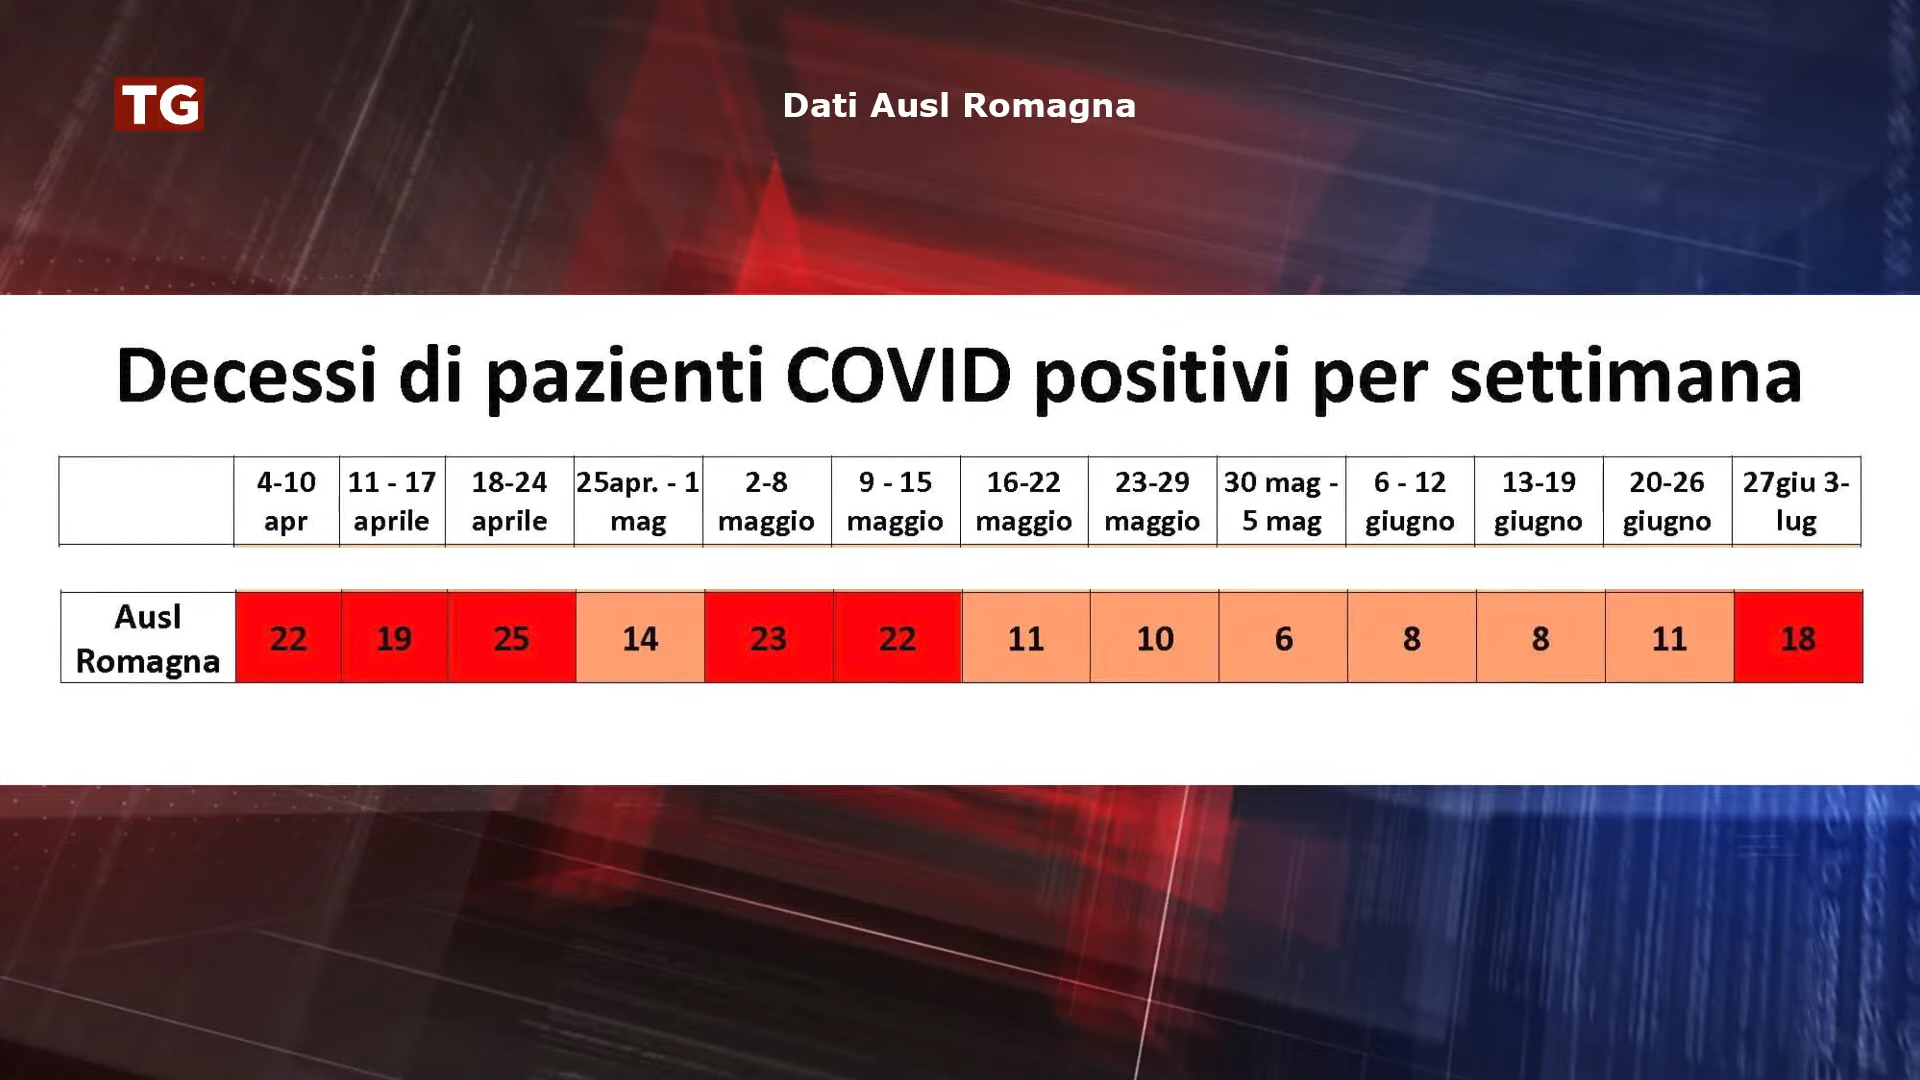 TG
Dati Ausl Romagna
Decessi di pazienti COVID positivi per settimana
4-10 apr
11 - 17 aprile
18-24 aprile
25apr. - 1 mag
2-8 maggio
9 - 15 maggio
16-22 maggio
23-29 maggio
30 mag - 5 mag
6 - 12 giugno
13-19 giugno
20-26 giugno
27giu 3- lug
Ausl Romagna
22 19 25 14 23 22 11 10 6 8 8 11 18